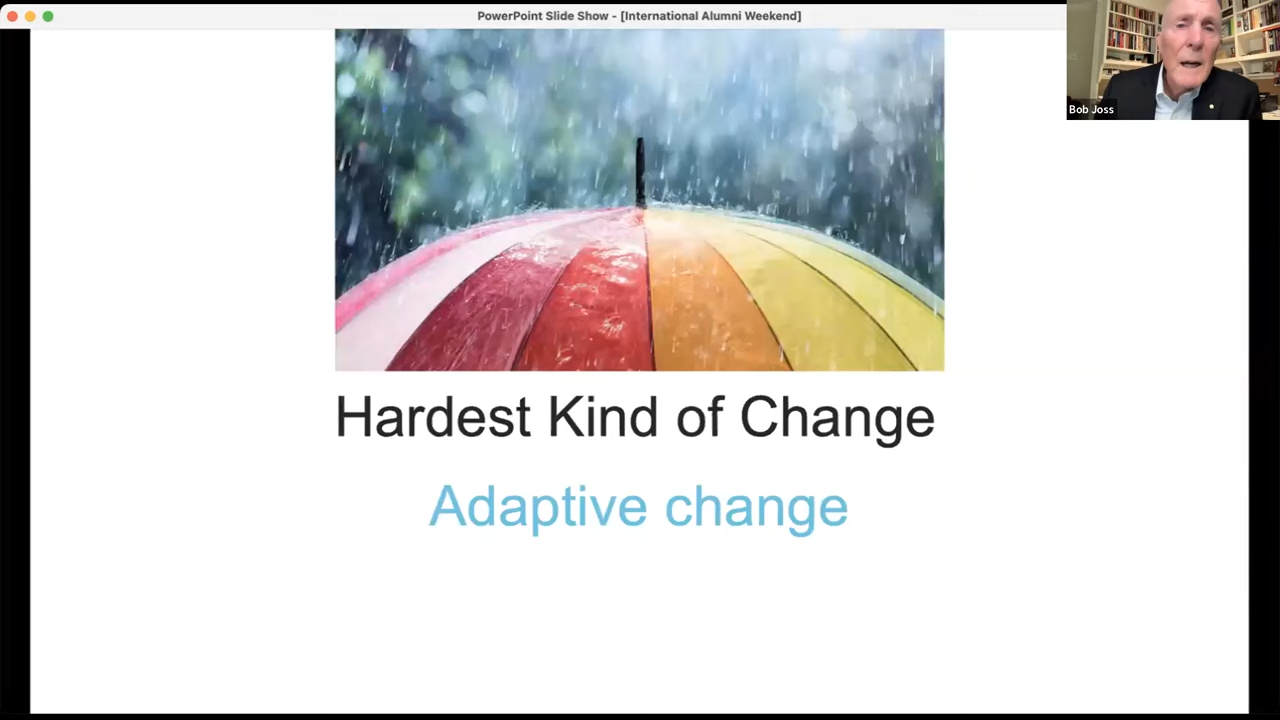 PowerPoint Slide Show - [International Alumni Weekend]
Bob Joss
Hardest Kind of Change
Adaptive change